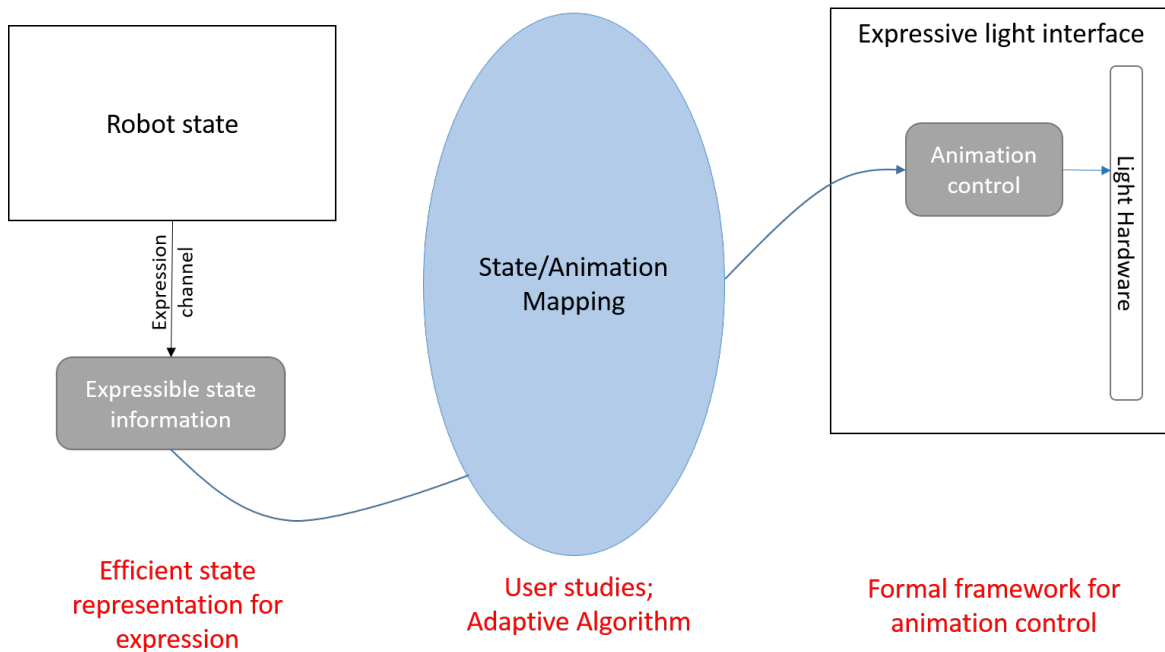 Robot state
Expression
channel
Expressible state
information
Efficient state
representation for
expression
State/Animation
Mapping
User studies;
Adaptive Algorithm
Expressive light interface
Animation
control
Light Hardware
Formal framework for
animation control